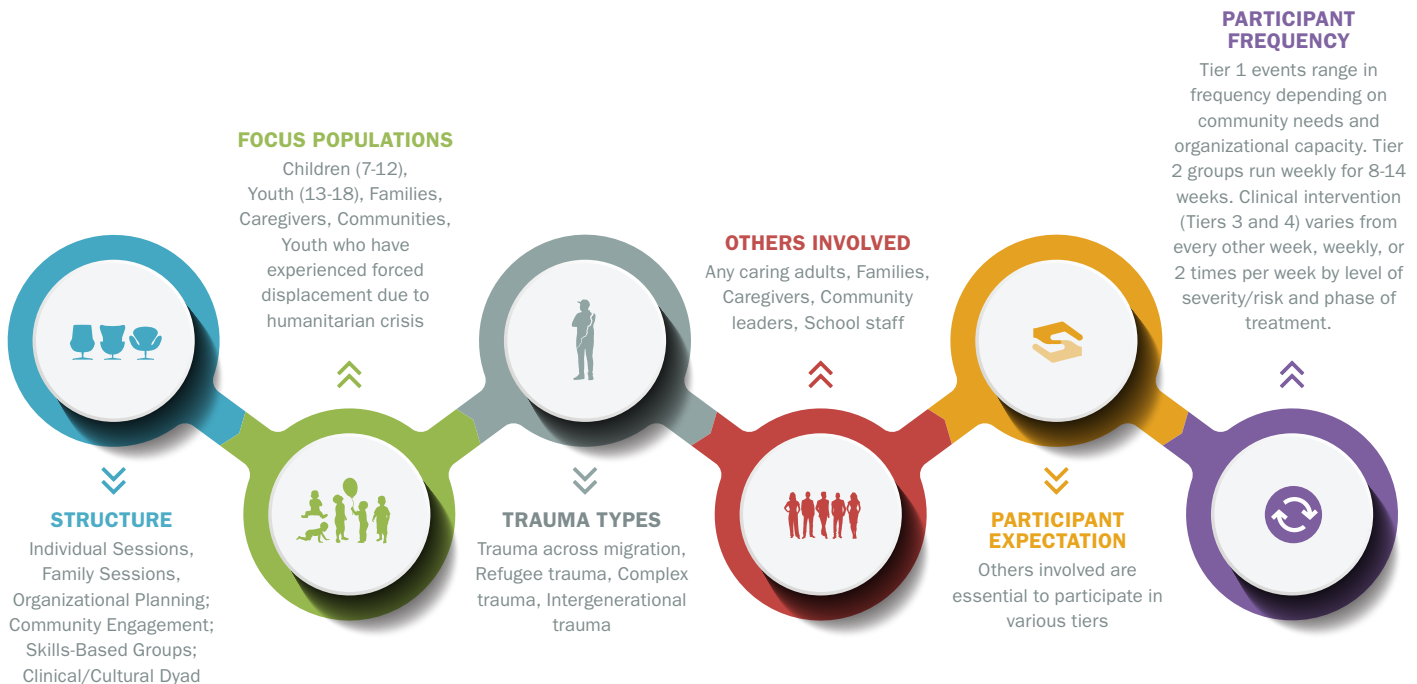 STRUCTURE
Individual Sessions,
Family Sessions,
Organizational Planning;
Community Engagement;
Skills-Based Groups;
Clinical/Cultural Dyad
FOCUS POPULATIONS
Children (7-12),
Youth (13-18), Families,
Caregivers, Communities,
Youth who have
experienced forced
displacement due to
humanitarian crisis
TRAUMA TYPES
Trauma across migration,
Refugee trauma, Complex
trauma, Intergenerational
trauma
OTHERS INVOLVED
Any caring adults, Families,
Caregivers, Community
leaders, School staff
PARTICIPANT
EXPECTATION
Others involved are
essential to participate in
various tiers
PARTICIPANT
FREQUENCY
Tier 1 events range in
frequency depending on
community needs and
organizational capacity. Tier
2 groups run weekly for 8-14
weeks. Clinical intervention
(Tiers 3 and 4) varies from
every other week, weekly, or
2 times per week by level of
severity/risk and phase of
treatment.